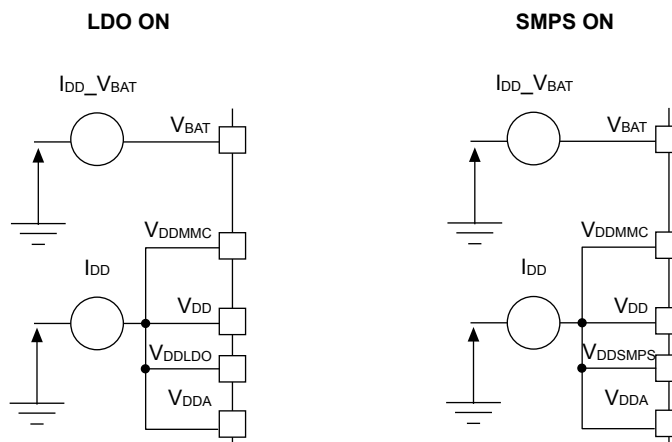 LDO ON
IDD_VBAT
VBAT
VDDMMC
IDD
VDD
VDDLDO
VDDA
SMPS ON
IDD_VBAT
VBAT
VDDMMC
IDD
VDD
VDDSMPS
VDDA